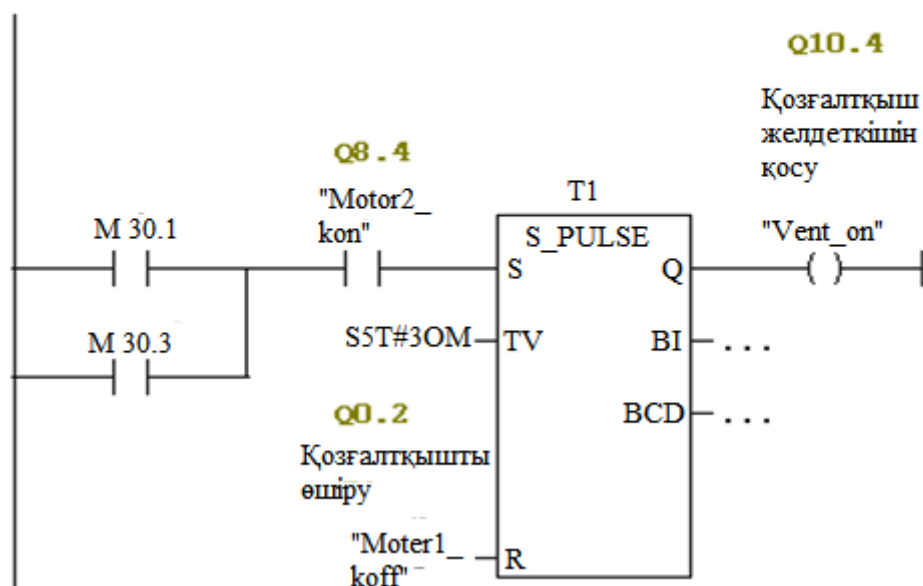 Q10.4
Қозғалтқыш
желдеткішін
қосу
"Vent_on"
Q8.4
"Motor2_
kon"
T1
S_PULSE
M 30.1
S
Q
M 30.3
S5T#3OM
TV
BI
...
BCD
...
Q0.2
Қозғалтқышты
өшіру
"Moter1_
koff"
R